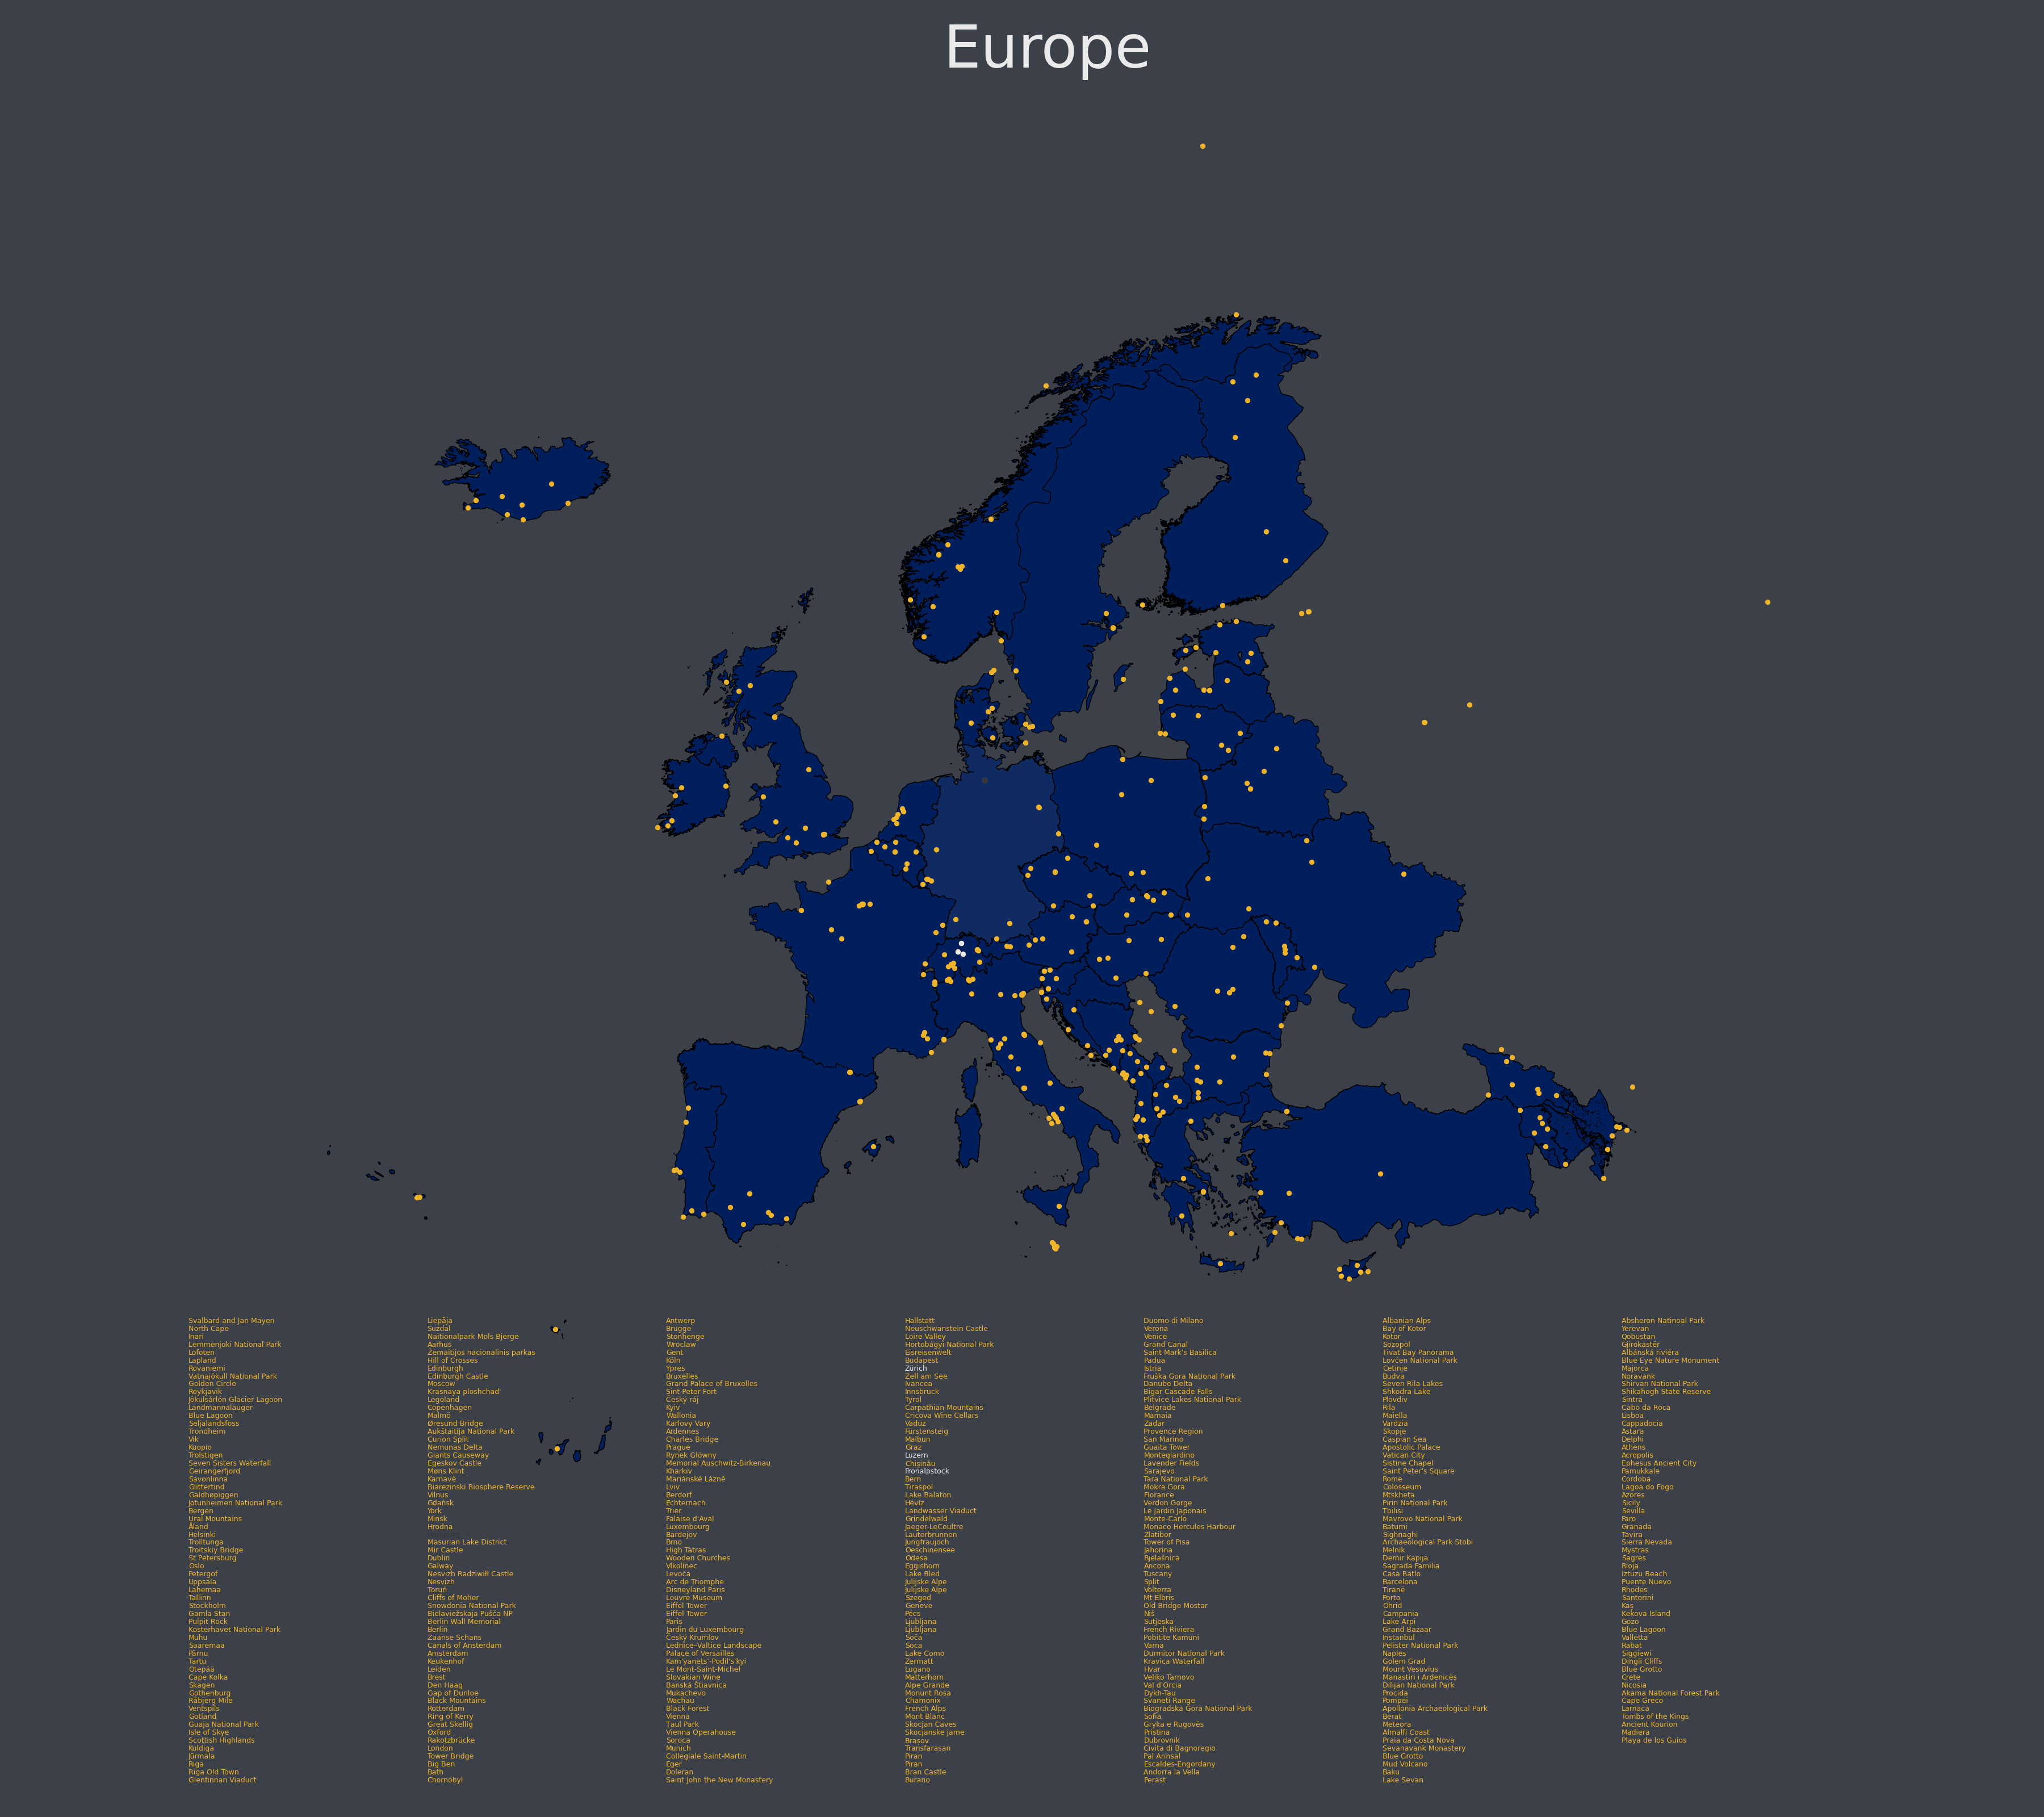 Europe
Svalbard and Jan Mayen
North Cape
Inari
Lemmenjoki National Park
Lofoten
Lapland
Rovaniemi
Vatnajökull National Park
Golden Circle
Reykjavik
Jökulsárlón Glacier Lagoon
Landmannalauger
Blue Lagoon
Seljalandsfoss
Trondheim
Vik
Kuopio
Trolstigen
Seven Sisters Waterfall
Geirangerfjord
Savonlinna
Glittertind
Galdhøpiggen
Jotunheimen National Park
Bergen
Ural Mountains
Åland
Helsinki
Trolltunga
Troitskiy Bridge
St Petersburg
Oslo
Petergof
Uppsala
Lahemaa
Tallinn
Stockholm
Gamla Stan
Pulpit Rock
Kosterhavet National Park
Muhu
Saaremaa
Pärnu
Tartu
Otepää
Cape Kolka
Skagen
Gothenburg
Råbjerg Mile
Ventspils
Gotland
Guaja National Park
Isle of Skye
Scottish Highlands
Kuldiga
Jūrmala
Riga
Riga Old Town
Glenfinnan Viaduct
Liepāja
Suzdal
Naitionalpark Mols Bjerge
Aarhus
Žemaitijos nacionalinis parkas
Hill of Crosses
Edinburgh
Edinburgh Castle
Moscow
Krasnaya ploshchad'
Legoland
Copenhagen
Malmö
Øresund Bridge
Aukštaitija National Park
Curion Split
Nemunas Delta
Giants Causeway
Egeskov Castle
Møns Klint
Karnavė
Biarezinski Biosphere Reserve
Vilnus
Gdańsk
York
Minsk
Hrodna
Masurian Lake District
Mir Castle
Dublin
Galway
Nesvizh Radziwiłł Castle
Nesvizh
Toruń
Cliffs of Moher
Snowdonia National Park
Bielaviežskaja Pušča NP
Berlin Wall Memorial
Berlin
Zaanse Schans
Canals of Ansterdam
Amsterdam
Keukenhof
Leiden
Brest
Den Haag
Gap of Dunloe
Black Mountains
Rotterdam
Ring of Kerry
Great Skellig
Oxford
Rakotzbrücke
London
Tower Bridge
Big Ben
Bath
Chornobyl
Antwerp
Brugge
Stonhenge
Wroclaw
Gent
Köln
Ypres
Bruxelles
Grand Palace of Bruxelles
Sint Peter Fort
Český ráj
Kyiv
Wallonia
Karlovy Vary
Ardennes
Charles Bridge
Prague
Rynek Główny
Memorial Auschwitz-Birkenau
Kharkiv
Mariánské Lázně
Lviv
Berdorf
Echternach
Trier
Falaise d'Aval
Luxembourg
Bardejov
Brno
High Tatras
Wooden Churches
Vlkolínec
Levoča
Arc de Triomphe
Disneyland Paris
Louvre Museum
Eiffel Tower
Eiffel Tower
Paris
Jardin du Luxembourg
Český Krumlov
Lednice–Valtice Landscape
Palace of Versailles
Kam'yanets'-Podil's'kyi
Le Mont-Saint-Michel
Slovakian Wine
Banská Štiavnica
Mukachevo
Wachau
Black Forest
Vienna
Țaul Park
Vienna Operahouse
Soroca
Munich
Collegiale Saint-Martin
Eger
Doleran
Saint John the New Monastery
Hallstatt
Neuschwanstein Castle
Loire Valley
Hortobágyi National Park
Eisreisenwelt
Budapest
Zürich
Zell am See
Ivancea
Innsbruck
Tyrol
Carpathian Mountains
Cricova Wine Cellars
Vaduz
Fürstensteig
Malbun
Graz
Luzern
Chișinău
Fronalpstock
Bern
Tiraspol
Lake Balaton
Hévíz
Landwasser Viaduct
Grindelwald
Jaeger-LeCoultre
Lauterbrunnen
Jungfraujoch
Oeschinensee
Odesa
Eggishorn
Lake Bled
Julijske Alpe
Julijske Alpe
Szeged
Geneve
Pécs
Ljubljana
Ljubljana
Soča
Soca
Lake Como
Zermatt
Lugano
Matterhorn
Alpe Grande
Monunt Rosa
Chamonix
French Alps
Mont Blanc
Skocjan Caves
Skocjanske jame
Brașov
Transfarasan
Piran
Piran
Bran Castle
Burano
Duomo di Milano
Verona
Venice
Grand Canal
Saint Mark's Basilica
Padua
Istria
Fruška Gora National Park
Danube Delta
Bigar Cascade Falls
Plitvice Lakes National Park
Belgrade
Mamaia
Zadar
Provence Region
San Marino
Guaita Tower
Montegiardino
Lavender Fields
Sarajevo
Tara National Park
Mokra Gora
Florance
Verdon Gorge
Le Jardin Japonais
Monte-Carlo
Monaco Hercules Harbour
Zlatibor
Tower of Pisa
Jahorina
Bjelašnica
Ancona
Tuscany
Split
Volterra
Mt Elbris
Old Bridge Mostar
Niš
Sutjeska
French Riviera
Pobitite Kamuni
Varna
Durmitor National Park
Kravica Waterfall
Hvar
Veliko Tarnovo
Val d'Orcia
Dykh-Tau
Svaneti Range
Biogradska Gora National Park
Sofia
Gryka e Rugovës
Pristina
Dubrovnik
Civita di Bagnoregio
Pal Arinsal
Escaldes-Engordany
Andorra la Vella
Perast
Albanian Alps
Bay of Kotor
Kotor
Sozopol
Tivat Bay Panorama
Lovčen National Park
Cetinje
Budva
Seven Rila Lakes
Shkodra Lake
Plovdiv
Rila
Maiella
Vardzia
Skopje
Caspian Sea
Apostolic Palace
Vatican City
Sistine Chapel
Saint Peter's Square
Rome
Colosseum
Mtskheta
Pirin National Park
Tbilisi
Mavrovo National Park
Batumi
Sighnaghi
Archaeological Park Stobi
Melnik
Demir Kapija
Sagrada Familia
Casa Batlo
Barcelona
Tiranë
Porto
Ohrid
Campania
Lake Arpi
Grand Bazaar
Instanbul
Pelister National Park
Naples
Golem Grad
Mount Vesuvius
Manastiri i Ardenicës
Dilijan National Park
Procida
Pompei
Apollonia Archaeological Park
Berat
Meteora
Almalfi Coast
Praia da Costa Nova
Sevanavank Monastery
Blue Grotto
Mud Volcano
Baku
Lake Sevan
Absheron Natinoal Park
Yerevan
Qobustan
Gjirokastër
Albánská riviéra
Blue Eye Nature Monument
Majorca
Noravank
Shirvan National Park
Shikahogh State Reserve
Sintra
Cabo da Roca
Lisboa
Cappadocia
Astara
Delphi
Athens
Acropolis
Ephesus Ancient City
Pamukkale
Cordoba
Lagoa do Fogo
Azores
Sicily
Sevilla
Faro
Granada
Tavira
Sierra Nevada
Mystras
Sagres
Rioja
Iztuzu Beach
Puente Nuevo
Rhodes
Santorini
Kaş
Kekova Island
Gozo
Blue Lagoon
Valletta
Rabat
Siggiewi
Dingli Cliffs
Blue Grotto
Crete
Nicosia
Akama National Forest Park
Cape Greco
Larnaca
Tombs of the Kings
Ancient Kourion
Madiera
Playa de los Guios